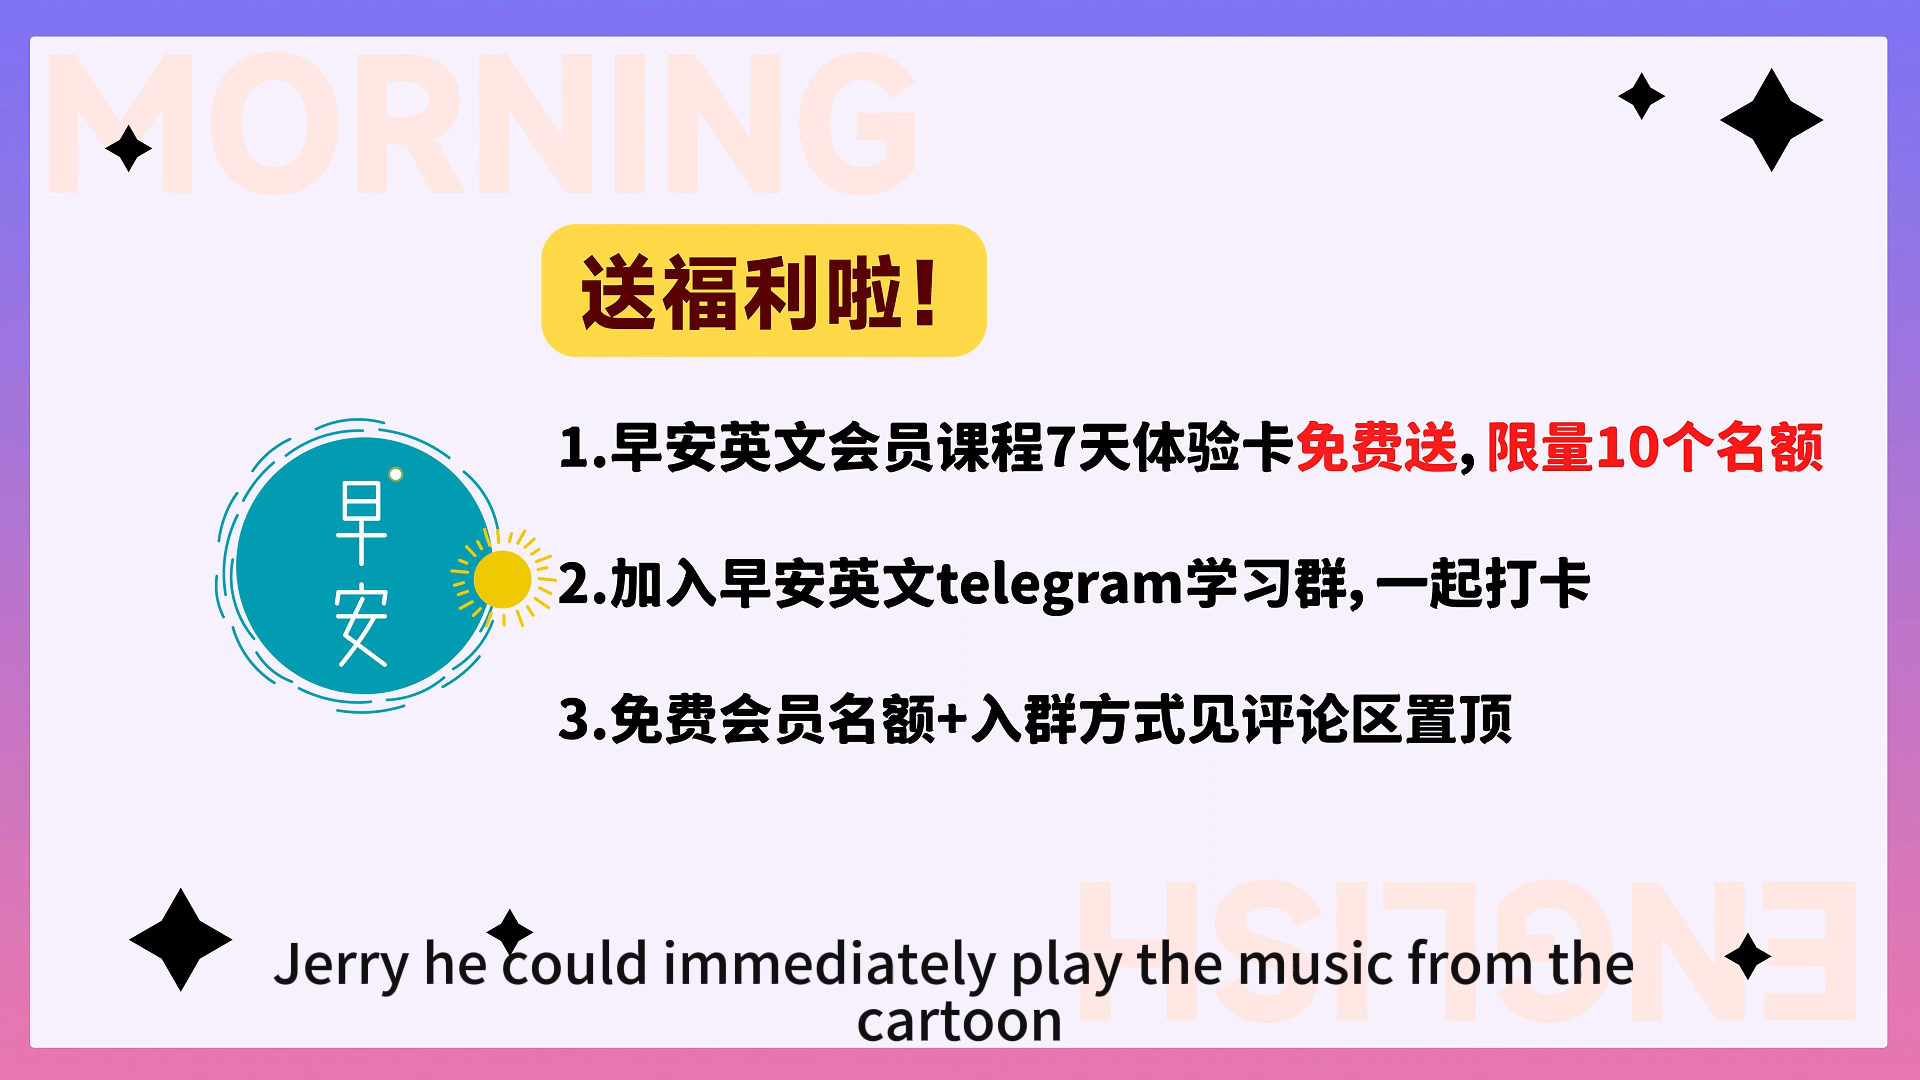 MORNING
送福利啦!
1.早安英文会员课程7天体验卡免费送, 限量10个名额
早安
2.加入早安英文telegram学习群, 一起打卡
3.免费会员名额+入群方式见评论区置顶
ENGLISH
Jerry he could immediately play the music from the
cartoon